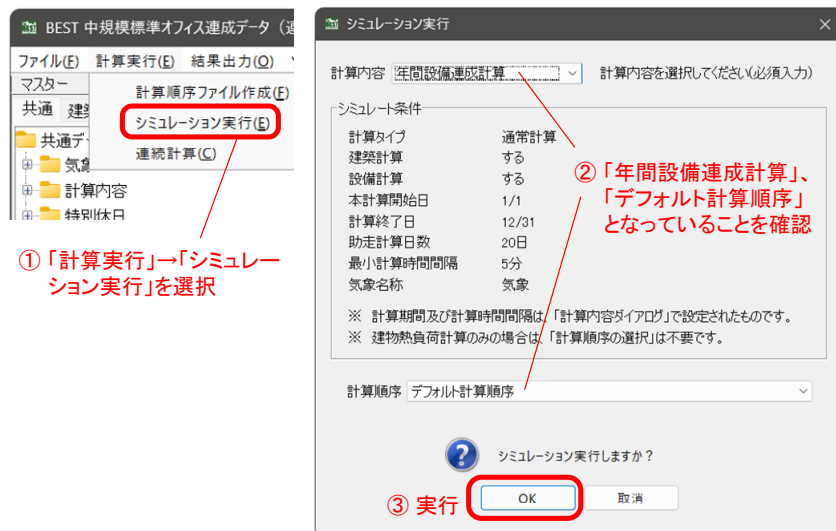 BEST 中規模標準オフィス連成データ（連
ファイル(F) 計算実行(E) 結果出力(O)
マスター
共通 建築
計算順序ファイル作成(F)
シミュレーション実行(E)
連続計算(C)
共通デ
気象
計算内容
特別休日
①「計算実行」→「シミュレー
ション実行」を選択
シミュレーション実行
計算内容 年間設備連成計算 計算内容を選択してください(必須入力)
シミュレート条件
計算タイプ 通常計算
建築計算 する
設備計算 する
本計算開始日 1/1
計算終了日 12/31
助走計算日数 20日
最小計算時間間隔 5分
気象名称 気象
※ 計算期間及び計算時間間隔は、「計算内容ダイアログ」で設定されたものです。
※ 建物熱負荷計算のみの場合は、「計算順序の選択」は不要です。
②「年間設備連成計算」、
「デフォルト計算順序」
となっていることを確認
計算順序 デフォルト計算順序
シミュレーション実行しますか？
③ 実行
OK 取消